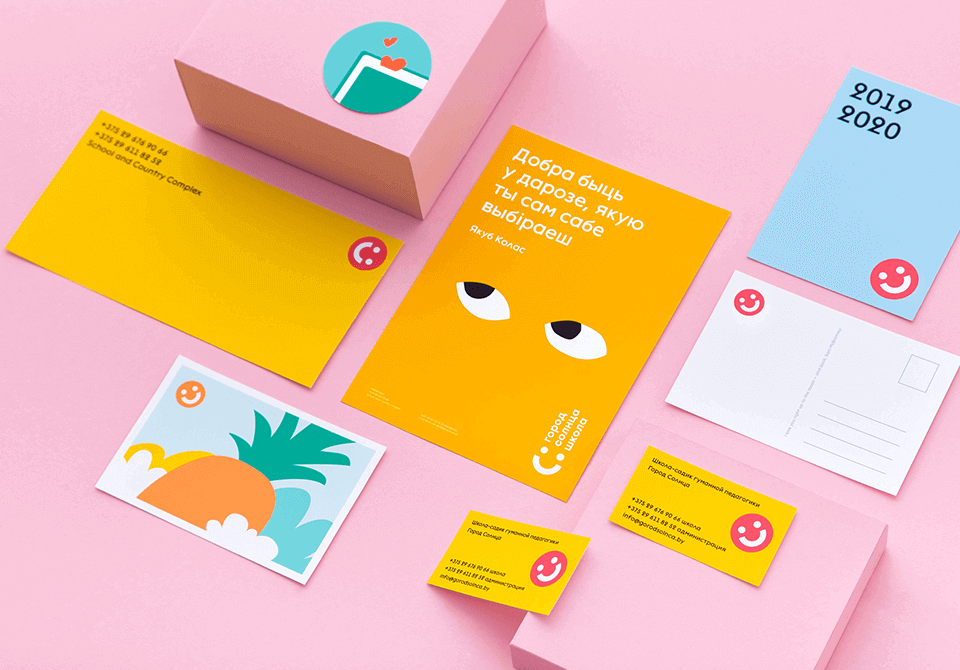 +375 29 676 90 66
+375 29 611 88 52
School and Country Complex
Добра быць
у дарозе, якую
ты сам сабе
выбіраеш
Якуб Колас
город
солнца
школа
2019
2020
Школа-садик гуманной педагогики
Город Солнца
+375 29 676 90 66 школа
+375 29 611 88 52 администрация
info@gorodsolnca.by
Школа-садик гуманной педагогики
Город Солнца
+375 29 676 90 66 школа
+375 29 611 88 52 администрация
info@gorodsolnca.by